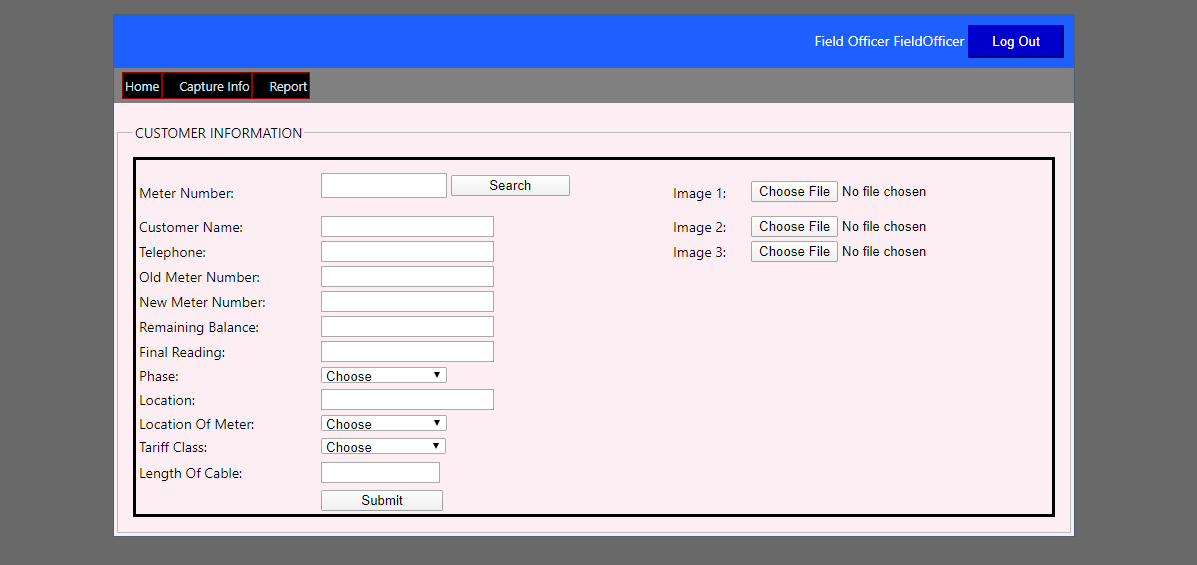 Field Officer FieldOfficer Log Out
Home Capture Info Report
CUSTOMER INFORMATION
Meter Number: Search Image 1: Choose File No file chosen
Customer Name: Image 2: Choose File No file chosen
Telephone: Image 3: Choose File No file chosen
Old Meter Number:
New Meter Number:
Remaining Balance:
Final Reading:
Phase: Choose
Location:
Location Of Meter: Choose
Tariff Class: Choose
Length Of Cable:
Submit